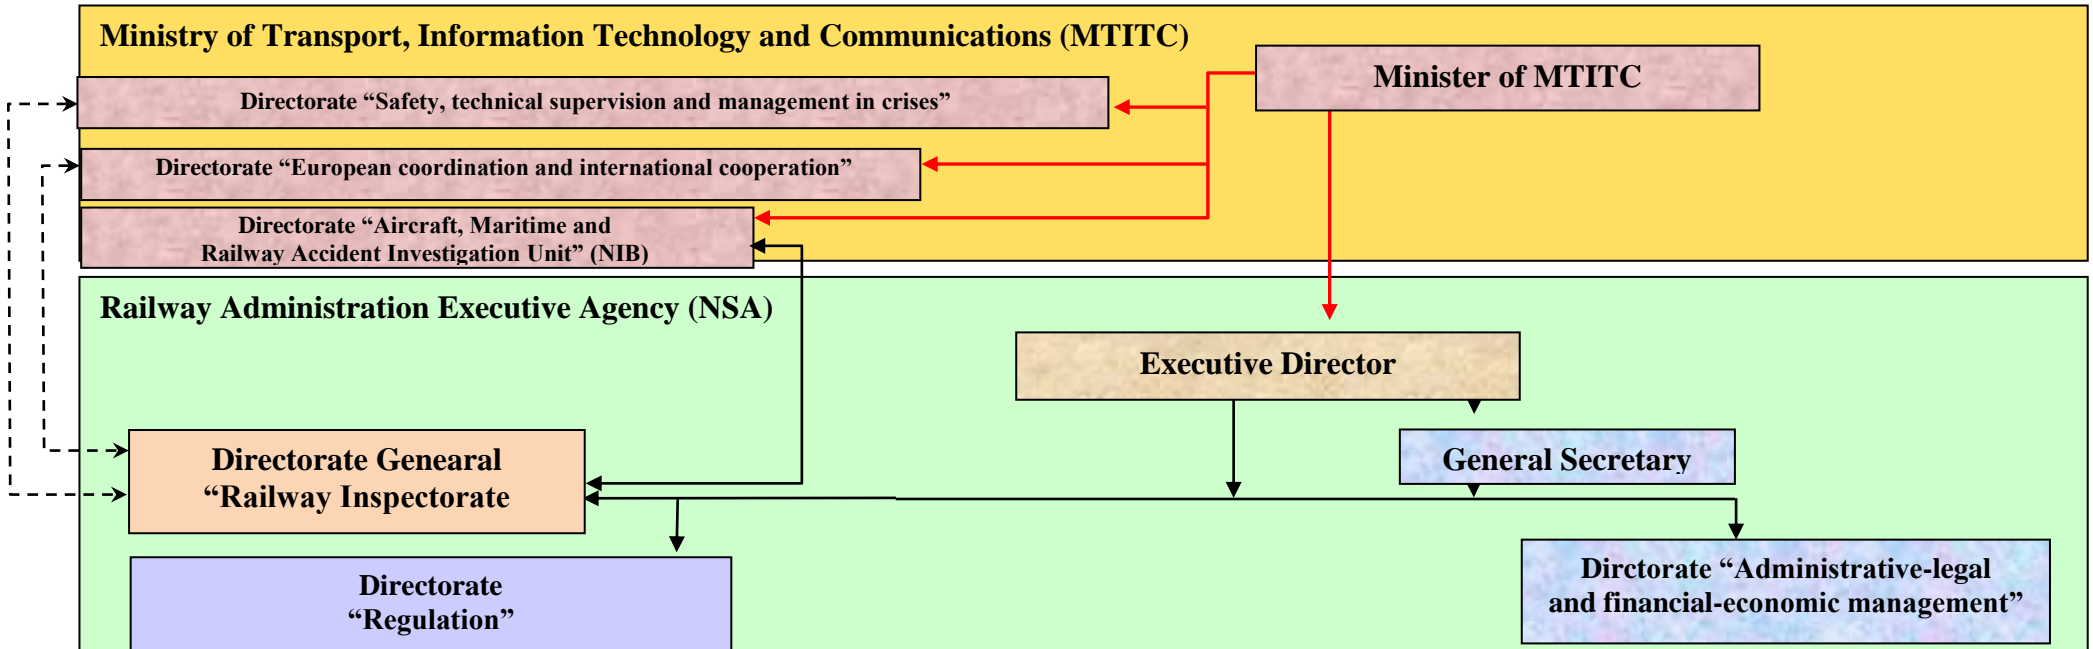 Ministry of Transport, Information Technology and Communications (MTITC)
Minister of MTITC
Directorate “Safety, technical supervision and management in crises”
Directorate “European coordination and international cooperation”
Directorate “Aircraft, Maritime and
Railway Accident Investigation Unit” (NIB)
Railway Administration Executive Agency (NSA)
Executive Director
Directorate Genearal
“Railway Inspectorate
General Secretary
Directorate
“Regulation”
Dirctorate “Administrative-legal
and financial-economic management”